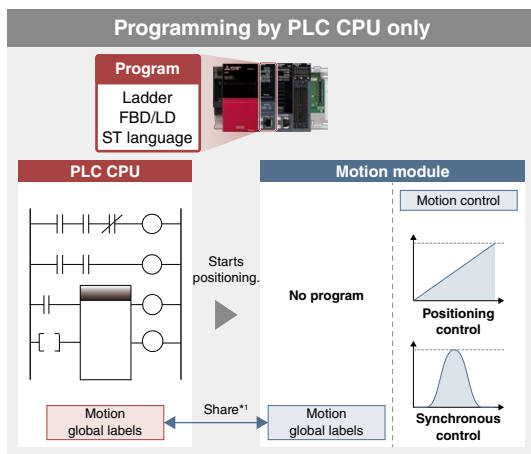 Programming by PLC CPU only
Program
Ladder
FBD/LD
ST language
PLC CPU
Motion module
Motion control
Starts
positioning.
No program
Positioning
control
Synchronous
control
Motion
global labels
Share*1
Motion
global labels